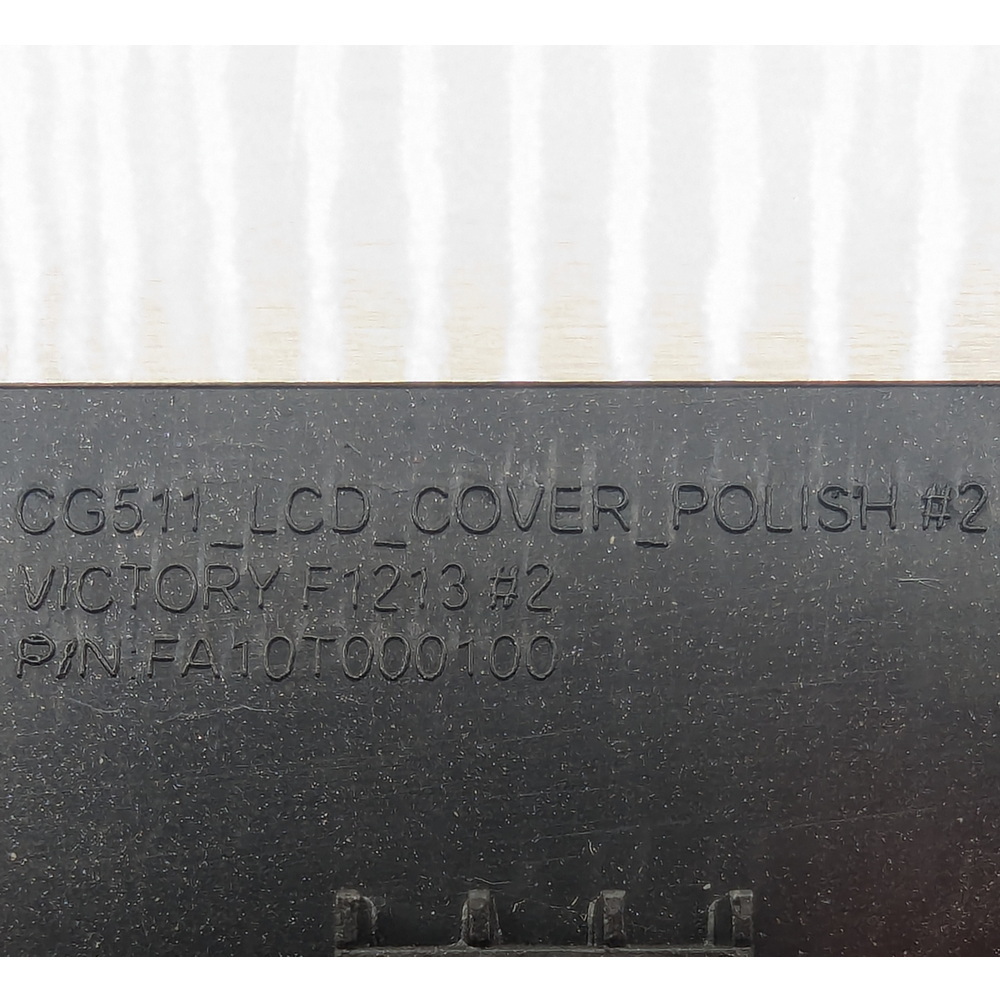 CG511_LCD_COVER_POLISH #2
VICTORY F1213 #2
P/N:FA10T000100